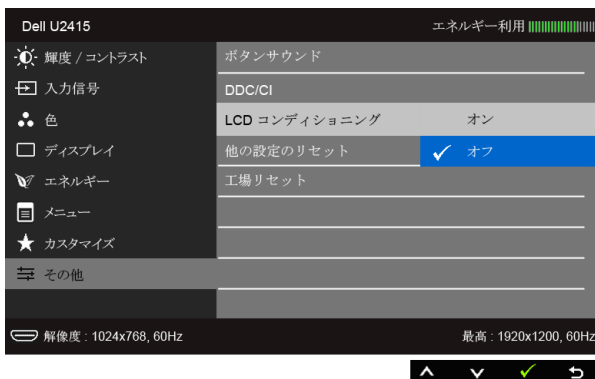 Dell U2415
エネルギー利用
輝度 / コントラスト
ボタンサウンド
入力信号
DDC/CI
色
LCD コンディショニング
オン
ディスプレイ
他の設定のリセット
オフ
エネルギー
工場リセット
メニュー
カスタマイズ
その他
解像度 : 1024x768, 60Hz
最高 : 1920x1200, 60Hz